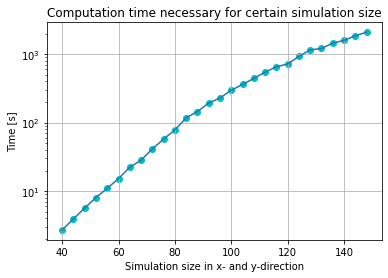 Computation time necessary for certain simulation size
Time [s]
10³
10²
10¹
40 60 80 100 120 140
Simulation size in x- and y-direction